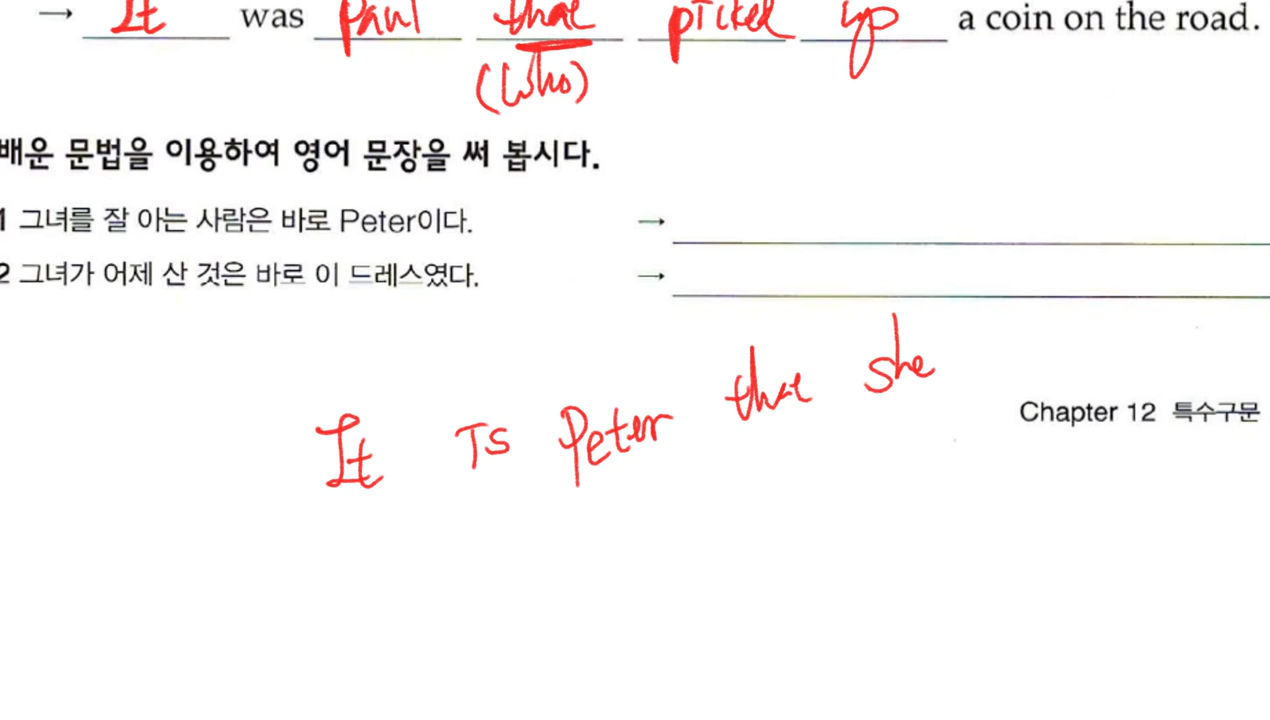 → It was Paul that picked up a coin on the road.
(who)
배운 문법을 이용하여 영어 문장을 써 봅시다.
1 그녀를 잘 아는 사람은 바로 Peter이다. →
2 그녀가 어제 산 것은 바로 이 드레스였다. →
It is Peter that she
Chapter 12 특수구문